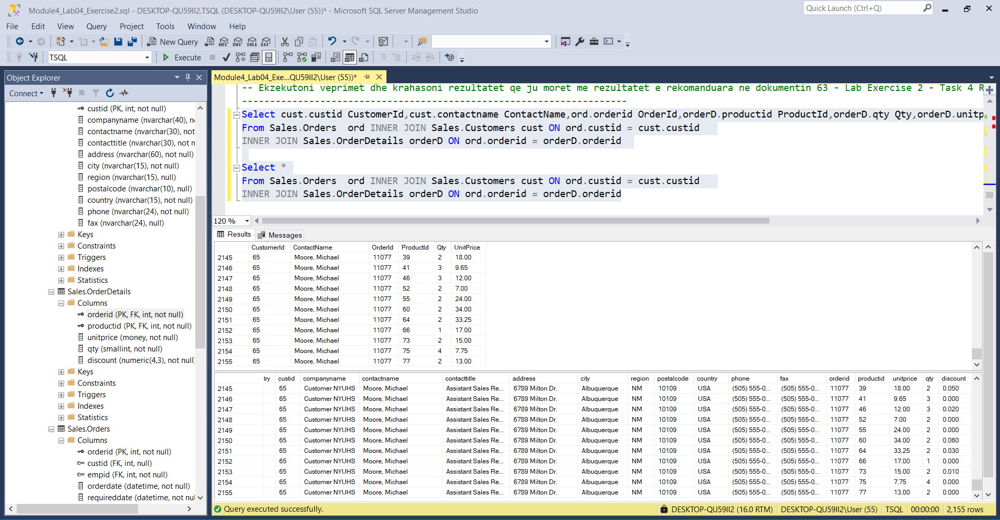 Module4_Lab04_Exercise2.sql - DESKTOP-QU59II2.TSQL (DESKTOP-QU59II2\User (55))* - Microsoft SQL Server Management Studio
Quick Launch (Ctrl+Q)
File Edit View Query Project Tools Window Help
New Query MDX DMX XMLA DAX
TSQL Execute
Object Explorer
Connect
custid (PK, int, not null)
companyname (nvarchar(40), n
contactname (nvarchar(30), not
contacttitle (nvarchar(30), not n
address (nvarchar(60), not null)
city (nvarchar(15), not null)
region (nvarchar(15), null)
postalcode (nvarchar(10), null)
country (nvarchar(15), not null)
phone (nvarchar(24), not null)
fax (nvarchar(24), null)
Keys
Constraints
Triggers
Indexes
Statistics
Sales.OrderDetails
Columns
orderid (PK, FK, int, not null)
productid (PK, FK, int, not null)
unitprice (money, not null)
qty (smallint, not null)
discount (numeric(4,3), not null)
Keys
Constraints
Triggers
Indexes
Statistics
Sales.Orders
Columns
orderid (PK, int, not null)
custid (FK, int, null)
empid (FK, int, not null)
orderdate (datetime, not null)
requireddate (datetime, not nul
Module4_Lab04_Exe...QU59II2\User (55))*
-- Ekzekutoni veprimet dhe krahasoni rezultatet qe ju moret me rezultatet e rekomanduara ne dokumentin 63 - Lab Exercise 2 - Task 4 R
---------------------------------------------------------------------
Select cust.custid CustomerId,cust.contactname ContactName,ord.orderid OrderId,orderD.productid ProductId,orderD.qty Qty,orderD.unitp
From Sales.Orders  ord INNER JOIN Sales.Customers cust ON ord.custid = cust.custid
INNER JOIN Sales.OrderDetails orderD ON ord.orderid = orderD.orderid
Select *
From Sales.Orders  ord INNER JOIN Sales.Customers cust ON ord.custid = cust.custid
INNER JOIN Sales.OrderDetails orderD ON ord.orderid = orderD.orderid
120 %
Results Messages
CustomerId ContactName OrderId ProductId Qty UnitPrice
2145 65 Moore, Michael 11077 39 2 18.00
2146 65 Moore, Michael 11077 41 3 9.65
2147 65 Moore, Michael 11077 46 3 12.00
2148 65 Moore, Michael 11077 52 2 7.00
2149 65 Moore, Michael 11077 55 2 24.00
2150 65 Moore, Michael 11077 60 2 34.00
2151 65 Moore, Michael 11077 64 2 33.25
2152 65 Moore, Michael 11077 66 1 17.00
2153 65 Moore, Michael 11077 73 2 15.00
2154 65 Moore, Michael 11077 75 4 7.75
2155 65 Moore, Michael 11077 77 2 13.00
try custid companyname contactname contacttitle address city region postalcode country phone fax orderid productid unitprice qty discount
2145 65 Customer NYUHS Moore, Michael Assistant Sales Re... 6789 Milton Dr. Albuquerque NM 10109 USA (505) 555-0... (505) 555-0... 11077 39 18.00 2 0.050
2146 65 Customer NYUHS Moore, Michael Assistant Sales Re... 6789 Milton Dr. Albuquerque NM 10109 USA (505) 555-0... (505) 555-0... 11077 41 9.65 3 0.000
2147 65 Customer NYUHS Moore, Michael Assistant Sales Re... 6789 Milton Dr. Albuquerque NM 10109 USA (505) 555-0... (505) 555-0... 11077 46 12.00 3 0.020
2148 65 Customer NYUHS Moore, Michael Assistant Sales Re... 6789 Milton Dr. Albuquerque NM 10109 USA (505) 555-0... (505) 555-0... 11077 52 7.00 2 0.000
2149 65 Customer NYUHS Moore, Michael Assistant Sales Re... 6789 Milton Dr. Albuquerque NM 10109 USA (505) 555-0... (505) 555-0... 11077 55 24.00 2 0.000
2150 65 Customer NYUHS Moore, Michael Assistant Sales Re... 6789 Milton Dr. Albuquerque NM 10109 USA (505) 555-0... (505) 555-0... 11077 60 34.00 2 0.060
2151 65 Customer NYUHS Moore, Michael Assistant Sales Re... 6789 Milton Dr. Albuquerque NM 10109 USA (505) 555-0... (505) 555-0... 11077 64 33.25 2 0.030
2152 65 Customer NYUHS Moore, Michael Assistant Sales Re... 6789 Milton Dr. Albuquerque NM 10109 USA (505) 555-0... (505) 555-0... 11077 66 17.00 1 0.000
2153 65 Customer NYUHS Moore, Michael Assistant Sales Re... 6789 Milton Dr. Albuquerque NM 10109 USA (505) 555-0... (505) 555-0... 11077 73 15.00 2 0.010
2154 65 Customer NYUHS Moore, Michael Assistant Sales Re... 6789 Milton Dr. Albuquerque NM 10109 USA (505) 555-0... (505) 555-0... 11077 75 7.75 4 0.000
2155 65 Customer NYUHS Moore, Michael Assistant Sales Re... 6789 Milton Dr. Albuquerque NM 10109 USA (505) 555-0... (505) 555-0... 11077 77 13.00 2 0.000
Query executed successfully. DESKTOP-QU59II2 (16.0 RTM) DESKTOP-QU59II2\User (55) TSQL 00:00:00 2,155 rows